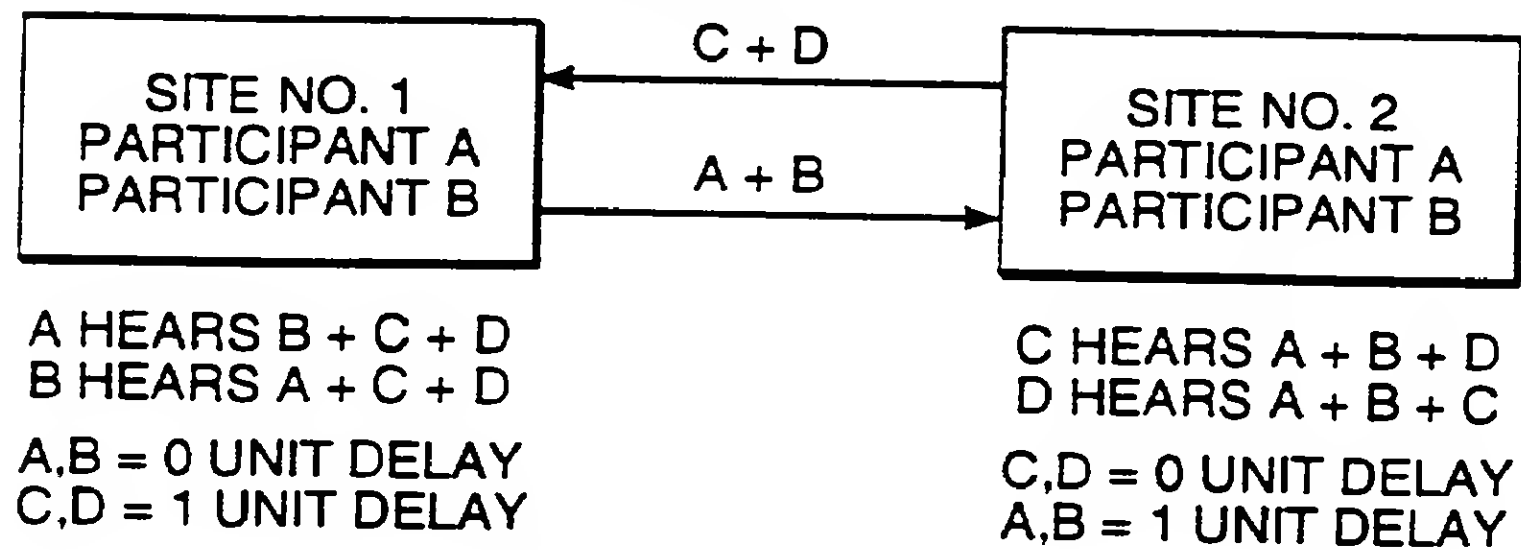 SITE NO. 1
PARTICIPANT A
PARTICIPANT B
C + D
A + B
SITE NO. 2
PARTICIPANT A
PARTICIPANT B
A HEARS B + C + D
B HEARS A + C + D
A,B = 0 UNIT DELAY
C,D = 1 UNIT DELAY
C HEARS A + B + D
D HEARS A + B + C
C,D = 0 UNIT DELAY
A,B = 1 UNIT DELAY